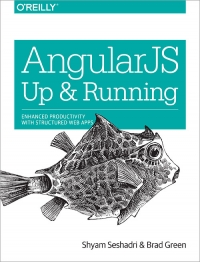 O'REILLY®
AngularJS
Up & Running
ENHANCED PRODUCTIVITY
WITH STRUCTURED WEB APPS
Shyam Seshadri & Brad Green